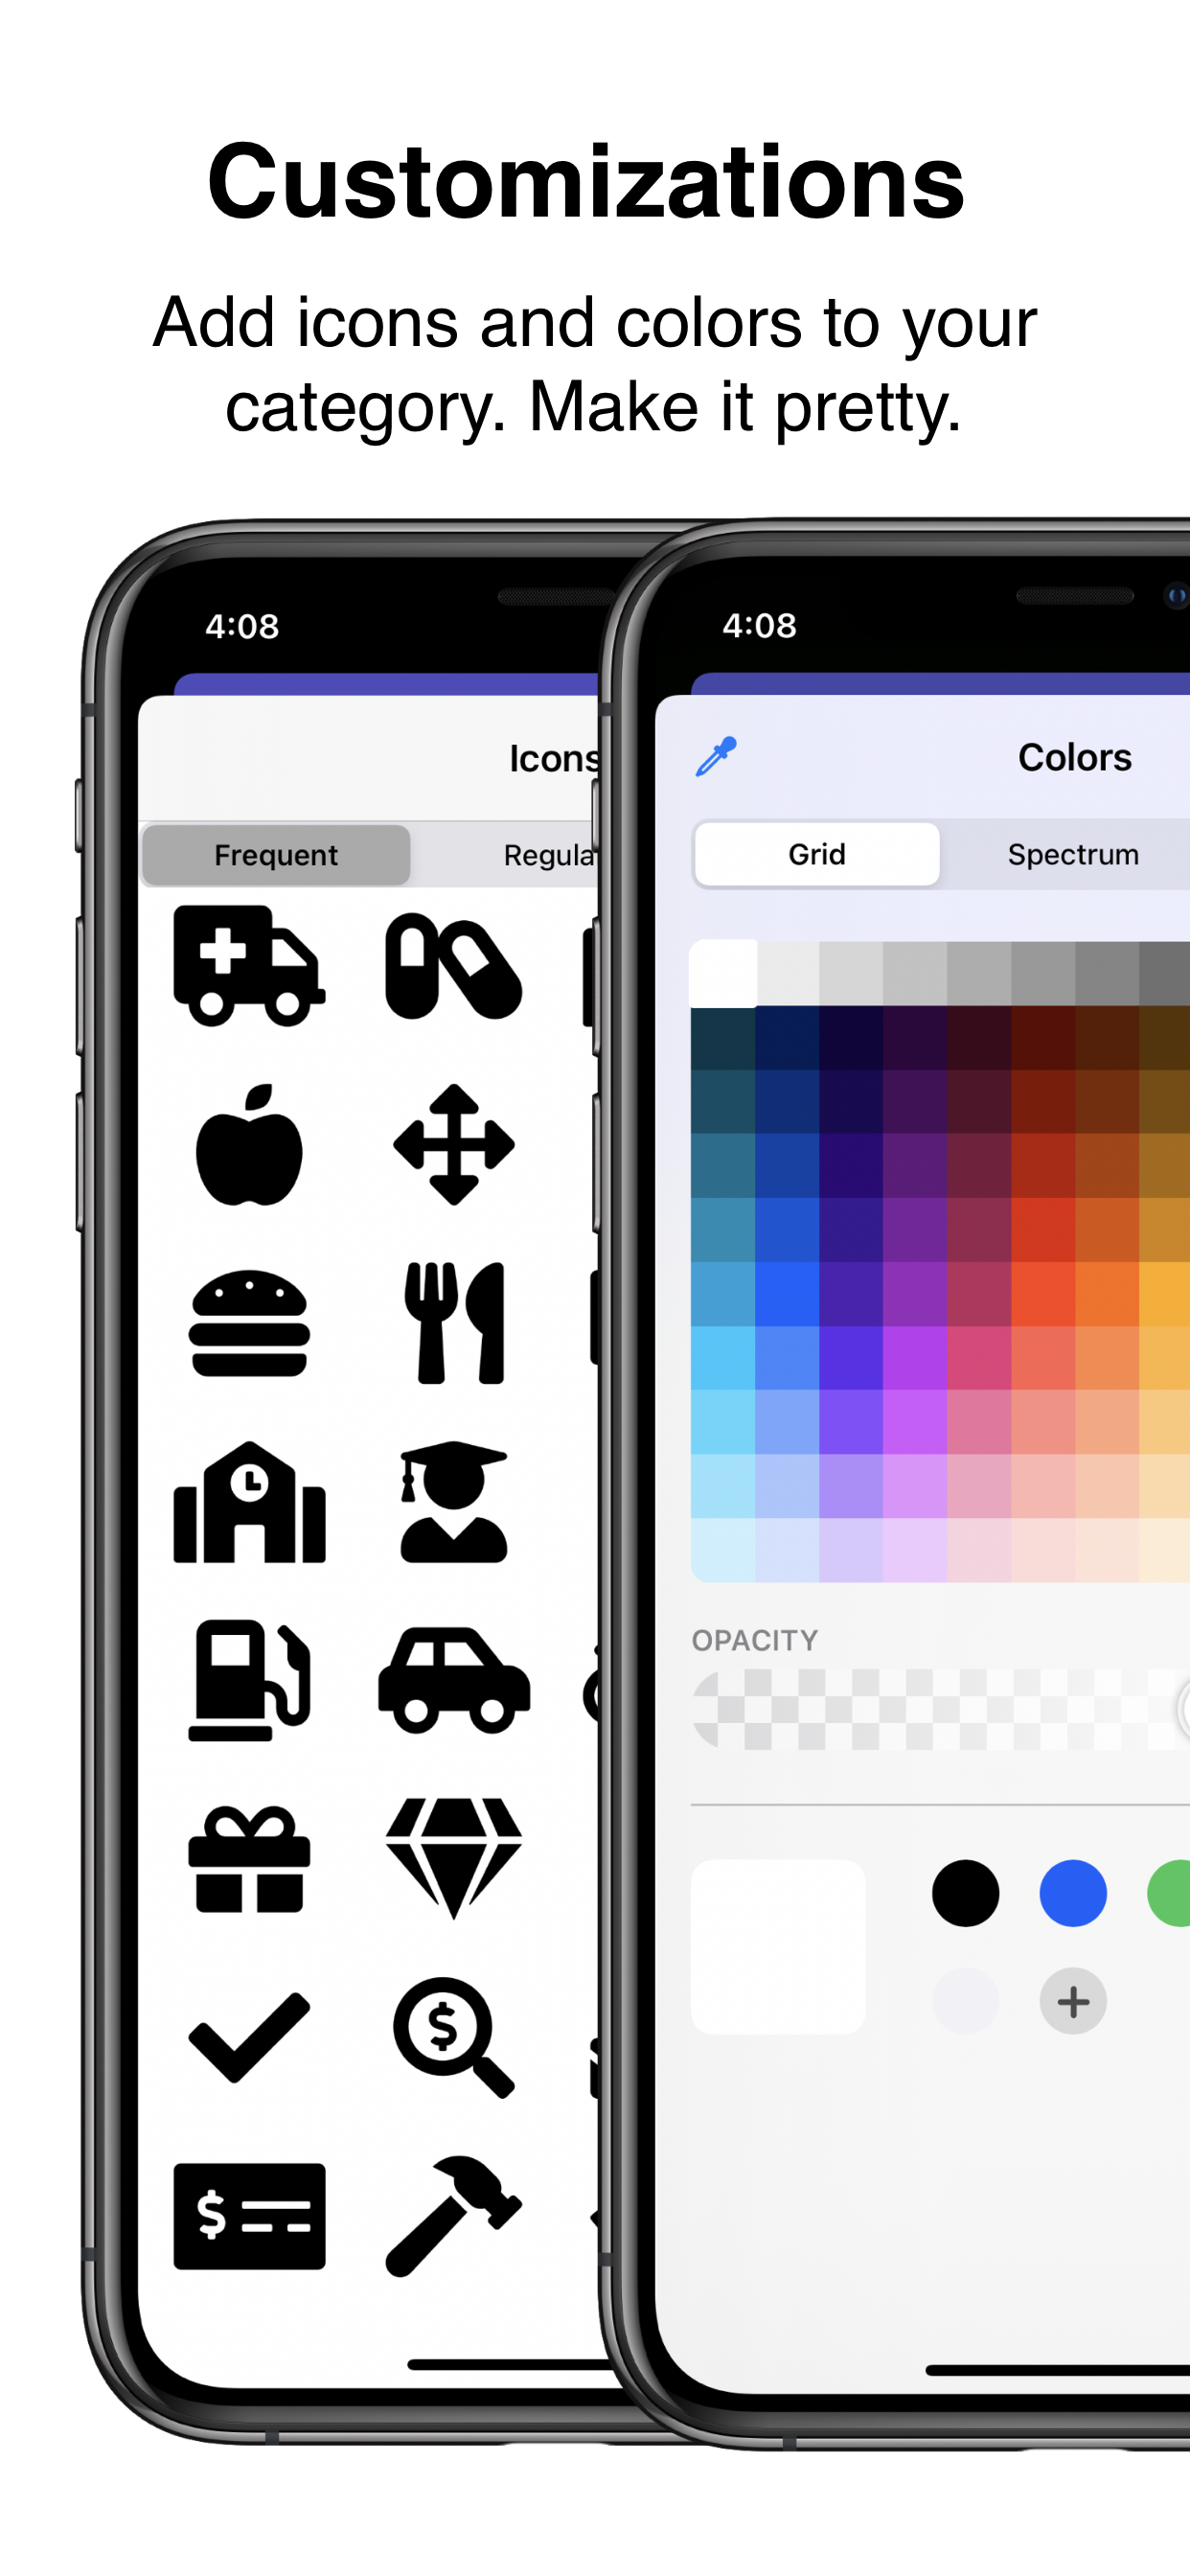 Customizations
Add icons and colors to your
category. Make it pretty.
4:08
Icons
Frequent
Regula
$
$
4:08
Colors
Grid
Spectrum
OPACITY